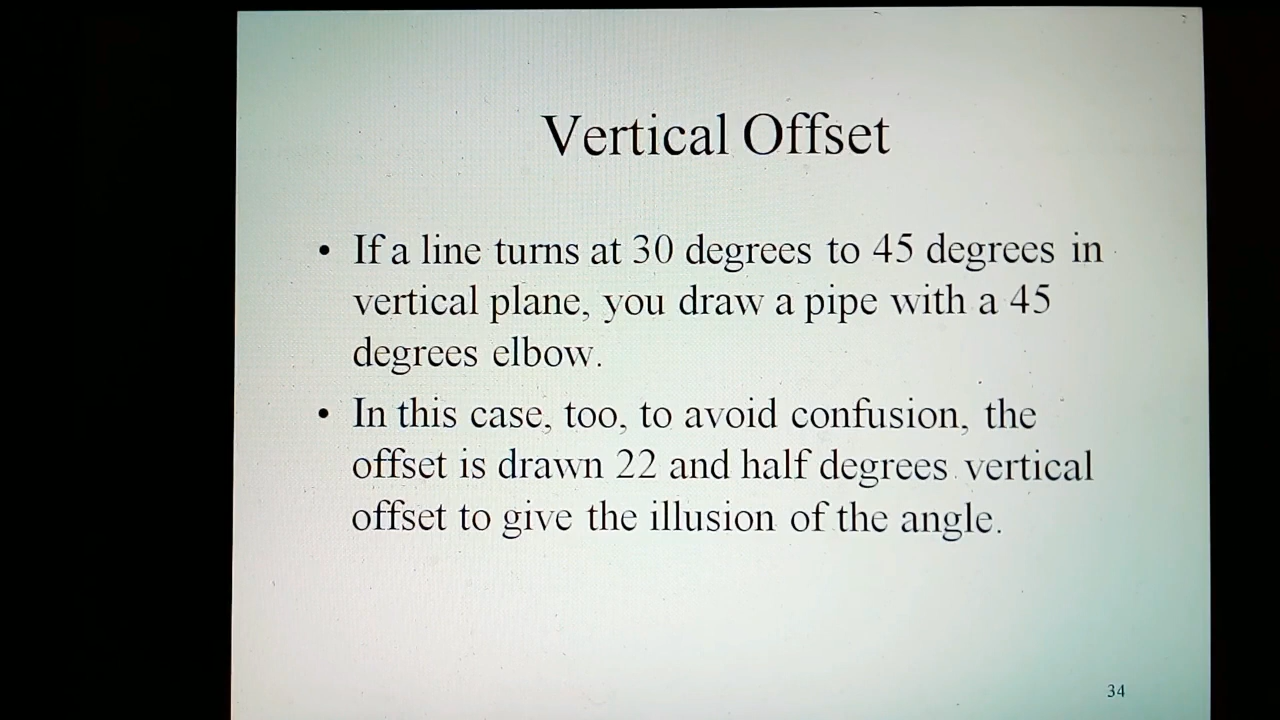 Vertical Offset
• If a line turns at 30 degrees to 45 degrees in
vertical plane, you draw a pipe with a 45
degrees elbow.
• In this case, too, to avoid confusion, the
offset is drawn 22 and half degrees vertical
offset to give the illusion of the angle.
34